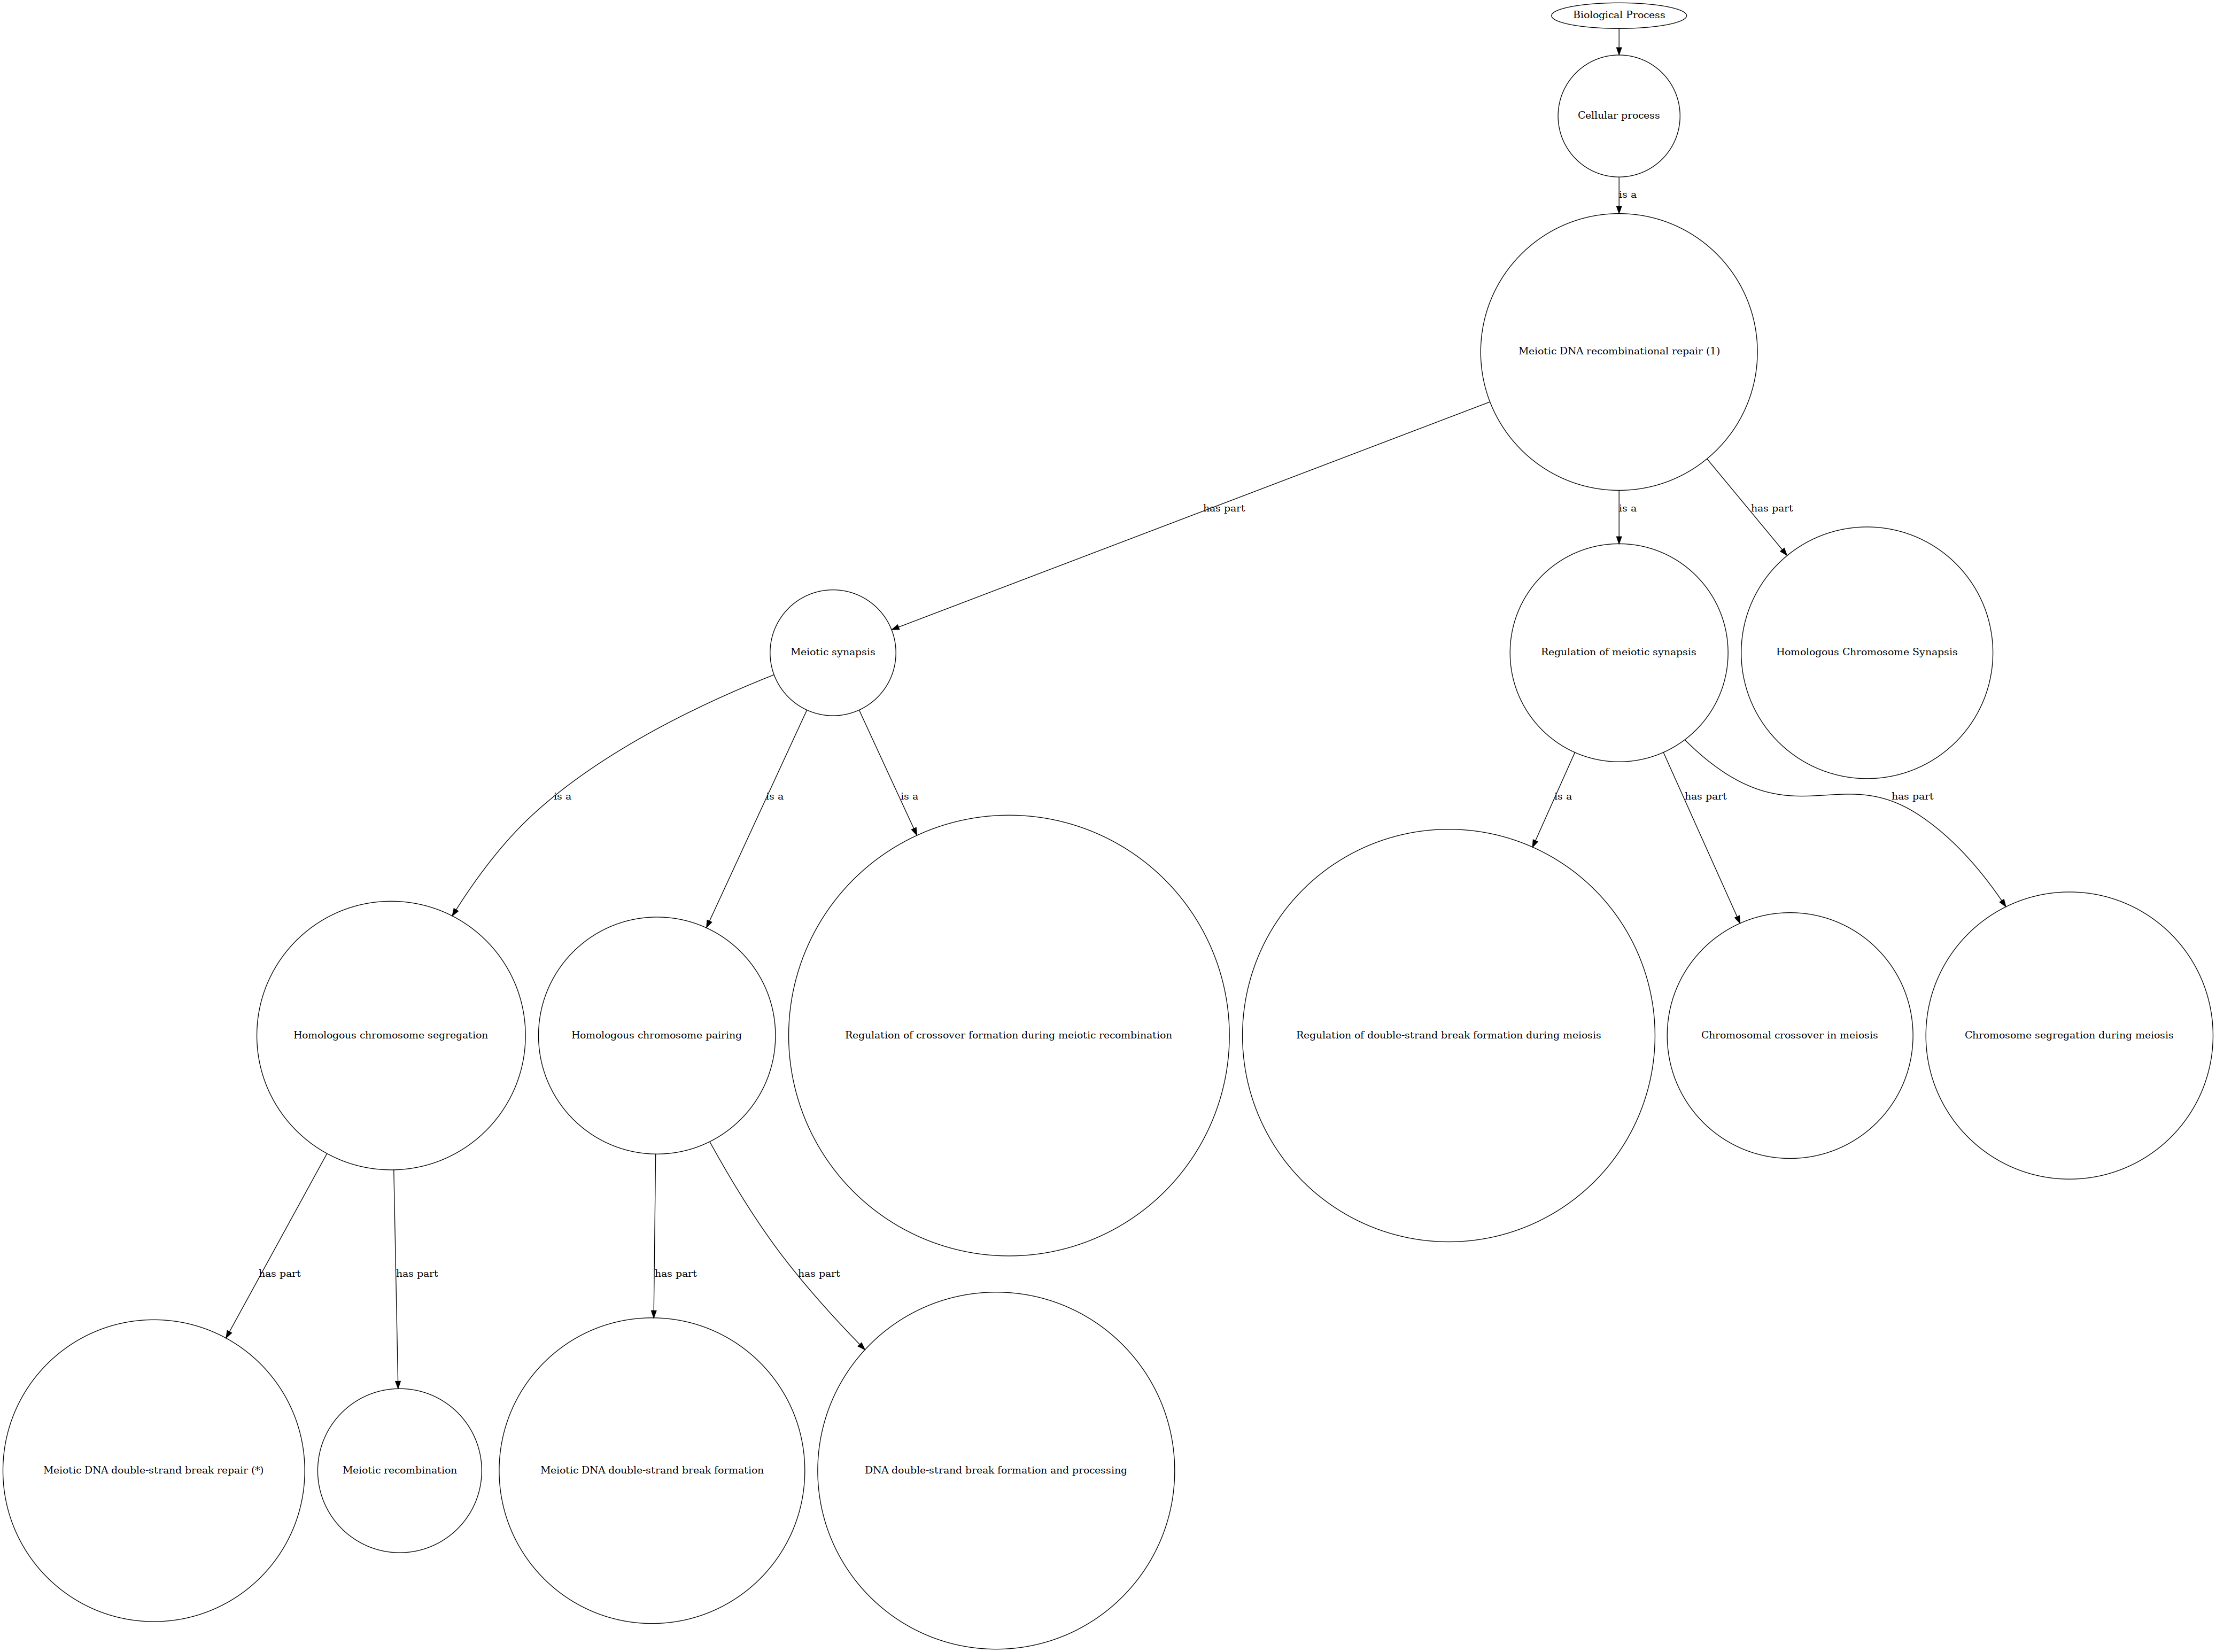 Biological Process
Cellular process
is a
Meiotic DNA recombinational repair (1)
has part
is a
has part
Meiotic synapsis
Regulation of meiotic synapsis
Homologous Chromosome Synapsis
is a
is a
is a
is a
has part
has part
Homologous chromosome segregation
Homologous chromosome pairing
Regulation of crossover formation during meiotic recombination
Regulation of double-strand break formation during meiosis
Chromosomal crossover in meiosis
Chromosome segregation during meiosis
has part
has part
has part
has part
Meiotic DNA double-strand break repair (*)
Meiotic recombination
Meiotic DNA double-strand break formation
DNA double-strand break formation and processing